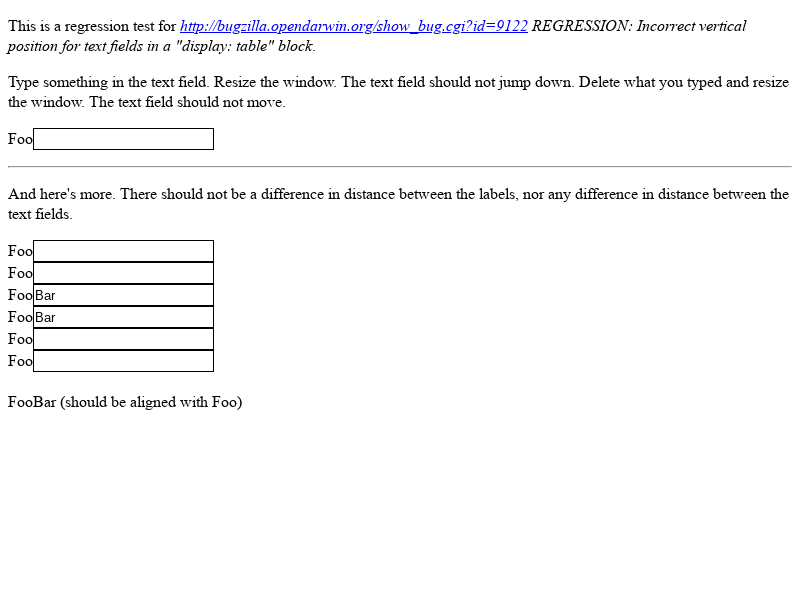 This is a regression test for http://bugzilla.opendarwin.org/show_bug.cgi?id=9122 REGRESSION: Incorrect vertical
position for text fields in a "display: table" block.
Type something in the text field. Resize the window. The text field should not jump down. Delete what you typed and resize
the window. The text field should not move.
Foo
And here's more. There should not be a difference in distance between the labels, nor any difference in distance between the
text fields.
Foo
Foo
Foo Bar
Foo Bar
Foo
Foo
FooBar (should be aligned with Foo)